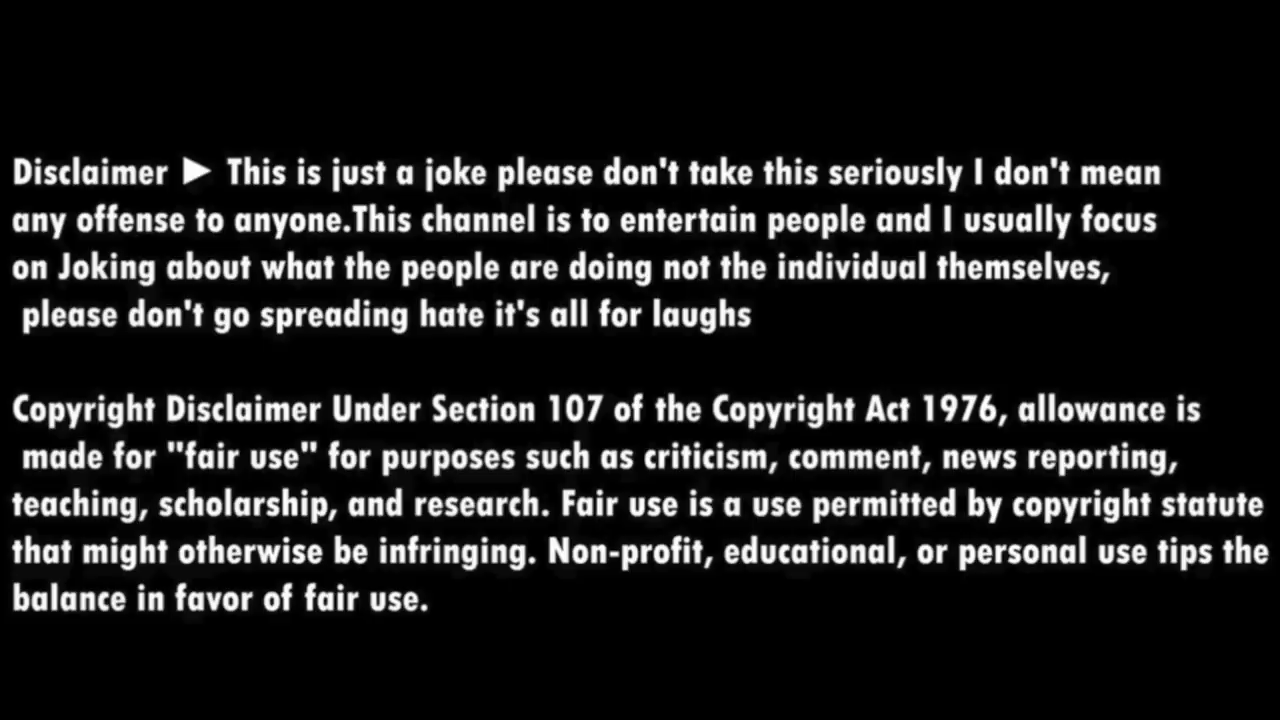 Disclaimer ► This is just a joke please don't take this seriously I don't mean
any offense to anyone.This channel is to entertain people and I usually focus
on Joking about what the people are doing not the individual themselves,
please don't go spreading hate it's all for laughs
Copyright Disclaimer Under Section 107 of the Copyright Act 1976, allowance is
made for "fair use" for purposes such as criticism, comment, news reporting,
teaching, scholarship, and research. Fair use is a use permitted by copyright statute
that might otherwise be infringing. Non-profit, educational, or personal use tips the
balance in favor of fair use.